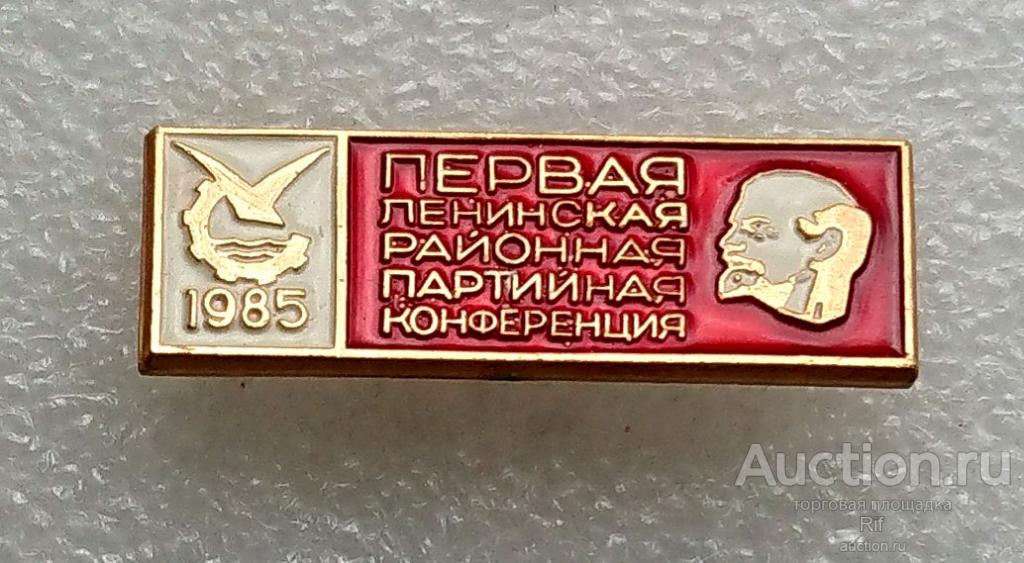 1985
ПЕРВАЯ
ЛЕНИНСКАЯ
РАЙОННАЯ
ПАРТИЙНАЯ
КОНФЕРЕНЦИЯ
Auction.ru
торговая площадка
Rif
auction.ru